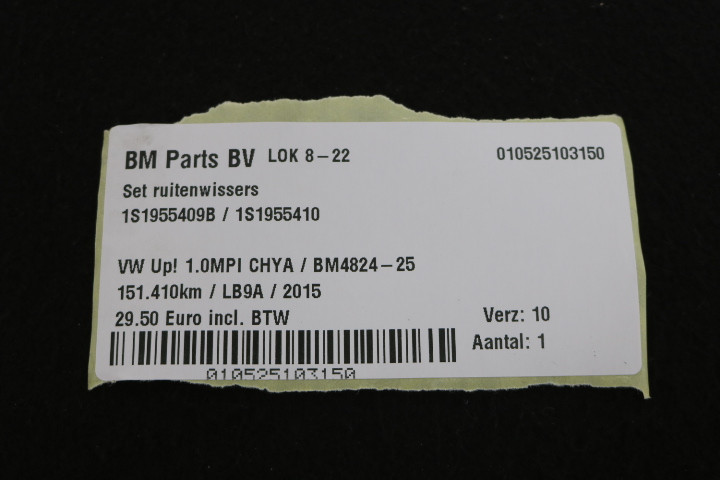 BM Parts BV LOK 8-22 010525103150
Set ruitenwissers
1S1955409B / 1S1955410
VW Up! 1.0MPI CHYA / BM4824-25
151.410km / LB9A / 2015
29.50 Euro incl. BTW Verz: 10
Aantal: 1
010525103150